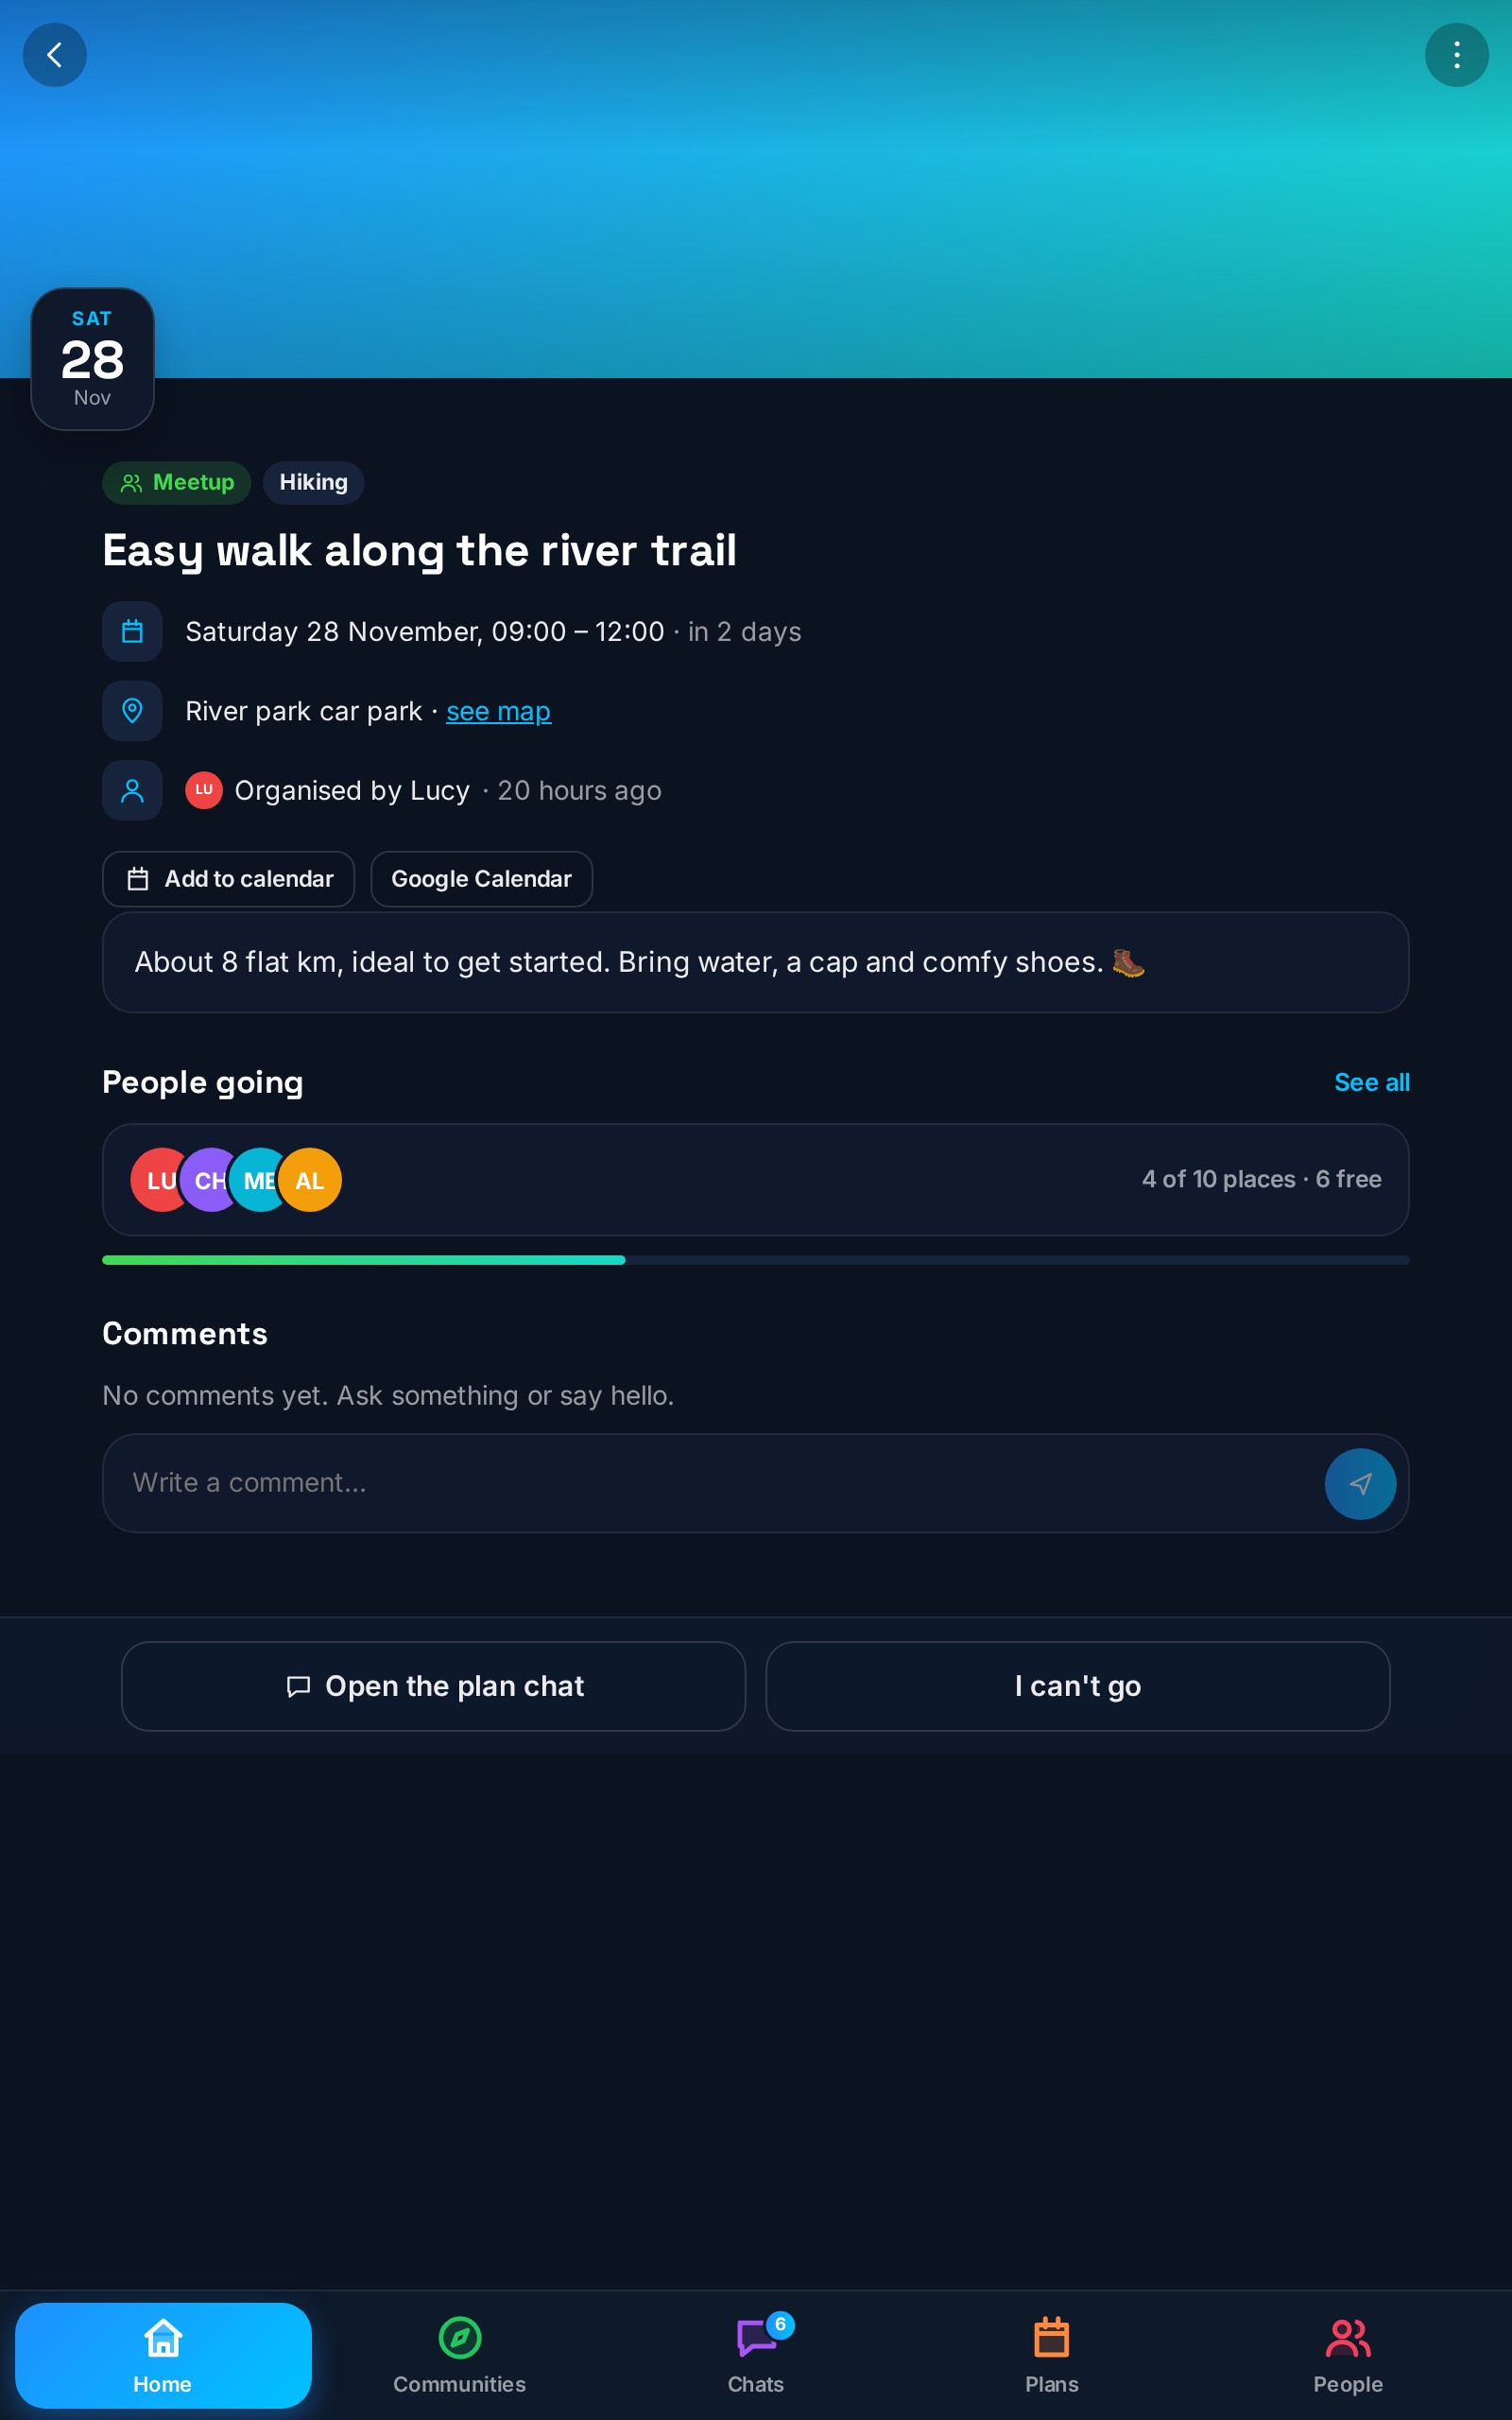 SAT
28
Nov
Meetup
Hiking
Easy walk along the river trail
Saturday 28 November, 09:00 – 12:00 · in 2 days
River park car park · see map
LU Organised by Lucy · 20 hours ago
Add to calendar
Google Calendar
About 8 flat km, ideal to get started. Bring water, a cap and comfy shoes. 🥾
People going
See all
LU CH ME AL
4 of 10 places · 6 free
Comments
No comments yet. Ask something or say hello.
Write a comment...
Open the plan chat
I can't go
6
Home
Communities
Chats
Plans
People